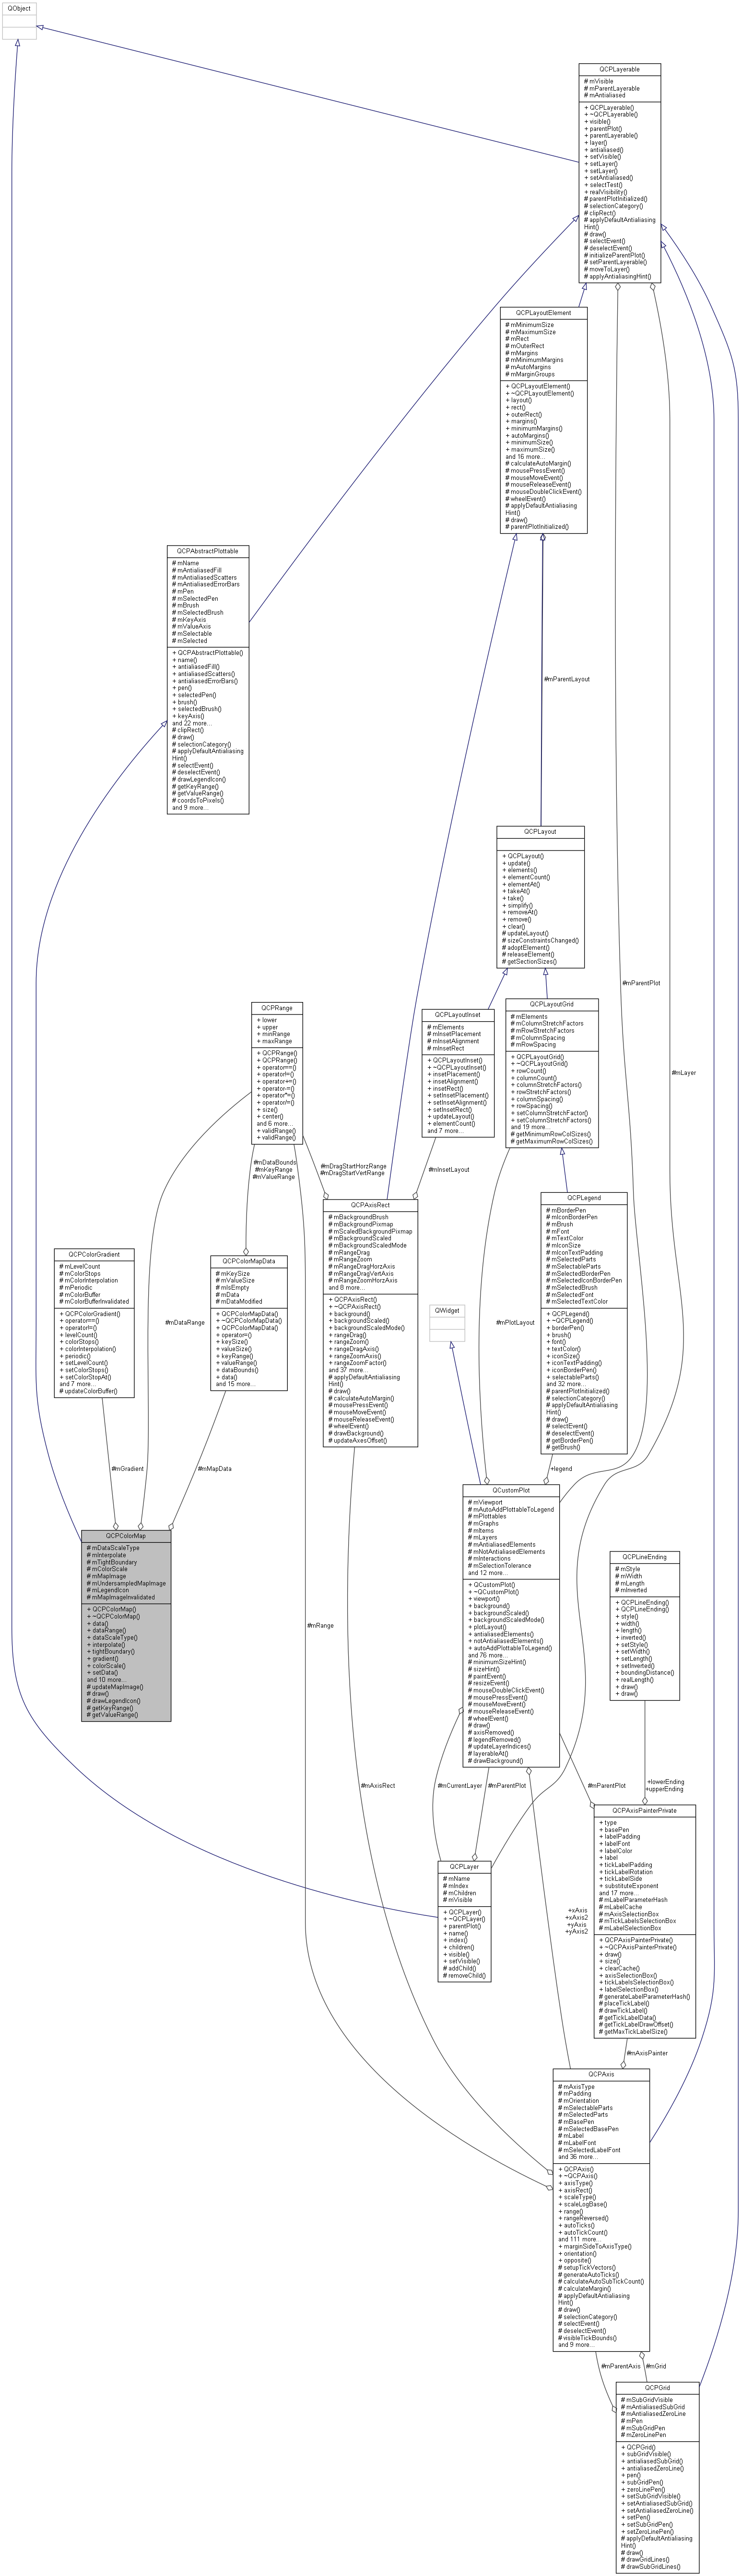 QObject
QCPLayerable
# mVisible
# mParentLayerable
# mAntialiased
+ QCPLayerable()
+ ~QCPLayerable()
+ visible()
+ parentPlot()
+ parentLayerable()
+ layer()
+ antialiased()
+ setVisible()
+ setLayer()
+ setLayer()
+ setAntialiased()
+ selectTest()
+ realVisibility()
# parentPlotInitialized()
# selectionCategory()
# clipRect()
# applyDefaultAntialiasing
Hint()
# draw()
# selectEvent()
# deselectEvent()
# initializeParentPlot()
# setParentLayerable()
# moveToLayer()
# applyAntialiasingHint()
QCPLayoutElement
# mMinimumSize
# mMaximumSize
# mRect
# mOuterRect
# mMargins
# mMinimumMargins
# mAutoMargins
# mMarginGroups
+ QCPLayoutElement()
+ ~QCPLayoutElement()
+ layout()
+ rect()
+ outerRect()
+ margins()
+ minimumMargins()
+ autoMargins()
+ minimumSize()
+ maximumSize()
and 16 more...
# calculateAutoMargin()
# mousePressEvent()
# mouseMoveEvent()
# mouseReleaseEvent()
# mouseDoubleClickEvent()
# wheelEvent()
# applyDefaultAntialiasing
Hint()
# draw()
# parentPlotInitialized()
QCPAbstractPlottable
# mName
# mAntialiasedFill
# mAntialiasedScatters
# mAntialiasedErrorBars
# mPen
# mSelectedPen
# mBrush
# mSelectedBrush
# mKeyAxis
# mValueAxis
# mSelectable
# mSelected
+ QCPAbstractPlottable()
+ name()
+ antialiasedFill()
+ antialiasedScatters()
+ antialiasedErrorBars()
+ pen()
+ selectedPen()
+ brush()
+ selectedBrush()
+ keyAxis()
and 22 more...
# clipRect()
# draw()
# selectionCategory()
# applyDefaultAntialiasing
Hint()
# selectEvent()
# deselectEvent()
# drawLegendIcon()
# getKeyRange()
# getValueRange()
# coordsToPixels()
and 9 more...
#mParentLayout
QCPLayout
+ QCPLayout()
+ update()
+ elements()
+ elementCount()
+ elementAt()
+ takeAt()
+ take()
+ simplify()
+ removeAt()
+ remove()
+ clear()
# updateLayout()
# sizeConstraintsChanged()
# adoptElement()
# releaseElement()
# getSectionSizes()
#mParentPlot
#mLayer
QCPRange
+ lower
+ upper
+ minRange
+ maxRange
+ QCPRange()
+ QCPRange()
+ operator==()
+ operator!=()
+ operator+=()
+ operator-=()
+ operator*=()
+ operator/=()
+ size()
+ center()
and 6 more...
+ validRange()
+ validRange()
QCPLayoutInset
# mElements
# mInsetPlacement
# mInsetAlignment
# mInsetRect
+ QCPLayoutInset()
+ ~QCPLayoutInset()
+ insetPlacement()
+ insetAlignment()
+ insetRect()
+ setInsetPlacement()
+ setInsetAlignment()
+ setInsetRect()
+ updateLayout()
+ elementCount()
and 7 more...
QCPLayoutGrid
# mElements
# mColumnStretchFactors
# mRowStretchFactors
# mColumnSpacing
# mRowSpacing
+ QCPLayoutGrid()
+ ~QCPLayoutGrid()
+ rowCount()
+ columnCount()
+ columnStretchFactors()
+ rowStretchFactors()
+ columnSpacing()
+ rowSpacing()
+ setColumnStretchFactor()
+ setColumnStretchFactors()
and 19 more...
# getMinimumRowColSizes()
# getMaximumRowColSizes()
#mDataBounds
#mKeyRange
#mValueRange
#mDragStartHorzRange
#mDragStartVertRange
#mInsetLayout
QCPColorGradient
# mLevelCount
# mColorStops
# mColorInterpolation
# mPeriodic
# mColorBuffer
# mColorBufferInvalidated
+ QCPColorGradient()
+ operator==()
+ operator!=()
+ levelCount()
+ colorStops()
+ colorInterpolation()
+ periodic()
+ setLevelCount()
+ setColorStops()
+ setColorStopAt()
and 7 more...
# updateColorBuffer()
#mDataRange
QCPColorMapData
# mKeySize
# mValueSize
# mIsEmpty
# mData
# mDataModified
+ QCPColorMapData()
+ ~QCPColorMapData()
+ QCPColorMapData()
+ operator=()
+ keySize()
+ valueSize()
+ keyRange()
+ valueRange()
+ dataBounds()
+ data()
and 15 more...
QCPAxisRect
# mBackgroundBrush
# mBackgroundPixmap
# mScaledBackgroundPixmap
# mBackgroundScaled
# mBackgroundScaledMode
# mRangeDrag
# mRangeZoom
# mRangeDragHorzAxis
# mRangeDragVertAxis
# mRangeZoomHorzAxis
and 8 more...
+ QCPAxisRect()
+ ~QCPAxisRect()
+ background()
+ backgroundScaled()
+ backgroundScaledMode()
+ rangeDrag()
+ rangeZoom()
+ rangeDragAxis()
+ rangeZoomAxis()
+ rangeZoomFactor()
and 37 more...
# applyDefaultAntialiasing
Hint()
# draw()
# calculateAutoMargin()
# mousePressEvent()
# mouseMoveEvent()
# mouseReleaseEvent()
# wheelEvent()
# drawBackground()
# updateAxesOffset()
QWidget
#mPlotLayout
QCPLegend
# mBorderPen
# mIconBorderPen
# mBrush
# mFont
# mTextColor
# mIconSize
# mIconTextPadding
# mSelectedParts
# mSelectableParts
# mSelectedBorderPen
# mSelectedIconBorderPen
# mSelectedBrush
# mSelectedFont
# mSelectedTextColor
+ QCPLegend()
+ ~QCPLegend()
+ borderPen()
+ brush()
+ font()
+ textColor()
+ iconSize()
+ iconTextPadding()
+ iconBorderPen()
+ selectableParts()
and 32 more...
# parentPlotInitialized()
# selectionCategory()
# applyDefaultAntialiasing
Hint()
# draw()
# selectEvent()
# deselectEvent()
# getBorderPen()
# getBrush()
#mGradient
#mMapData
+legend
QCPColorMap
# mDataScaleType
# mInterpolate
# mTightBoundary
# mColorScale
# mMapImage
# mUndersampledMapImage
# mLegendIcon
# mMapImageInvalidated
+ QCPColorMap()
+ ~QCPColorMap()
+ data()
+ dataRange()
+ dataScaleType()
+ interpolate()
+ tightBoundary()
+ gradient()
+ colorScale()
+ setData()
and 10 more...
# updateMapImage()
# draw()
# drawLegendIcon()
# getKeyRange()
# getValueRange()
#mRange
QCustomPlot
# mViewport
# mAutoAddPlottableToLegend
# mPlottables
# mGraphs
# mItems
# mLayers
# mAntialiasedElements
# mNotAntialiasedElements
# mInteractions
# mSelectionTolerance
and 12 more...
+ QCustomPlot()
+ ~QCustomPlot()
+ viewport()
+ background()
+ backgroundScaled()
+ backgroundScaledMode()
+ plotLayout()
+ antialiasedElements()
+ notAntialiasedElements()
+ autoAddPlottableToLegend()
and 76 more...
# minimumSizeHint()
# sizeHint()
# paintEvent()
# resizeEvent()
# mouseDoubleClickEvent()
# mousePressEvent()
# mouseMoveEvent()
# mouseReleaseEvent()
# wheelEvent()
# draw()
# axisRemoved()
# legendRemoved()
# updateLayerIndices()
# layerableAt()
# drawBackground()
QCPLineEnding
# mStyle
# mWidth
# mLength
# mInverted
+ QCPLineEnding()
+ QCPLineEnding()
+ style()
+ width()
+ length()
+ inverted()
+ setStyle()
+ setWidth()
+ setLength()
+ setInverted()
+ boundingDistance()
+ realLength()
+ draw()
+ draw()
#mAxisRect
#mCurrentLayer
#mParentPlot
#mParentPlot
+lowerEnding
+upperEnding
QCPLayer
# mName
# mIndex
# mChildren
# mVisible
+ QCPLayer()
+ ~QCPLayer()
+ parentPlot()
+ name()
+ index()
+ children()
+ visible()
+ setVisible()
# addChild()
# removeChild()
+xAxis
+xAxis2
+yAxis
+yAxis2
QCPAxisPainterPrivate
+ type
+ basePen
+ labelPadding
+ labelFont
+ labelColor
+ label
+ tickLabelPadding
+ tickLabelRotation
+ tickLabelSide
+ substituteExponent
and 17 more...
# mLabelParameterHash
# mLabelCache
# mAxisSelectionBox
# mTickLabelsSelectionBox
# mLabelSelectionBox
+ QCPAxisPainterPrivate()
+ ~QCPAxisPainterPrivate()
+ draw()
+ size()
+ clearCache()
+ axisSelectionBox()
+ tickLabelsSelectionBox()
+ labelSelectionBox()
# generateLabelParameterHash()
# placeTickLabel()
# drawTickLabel()
# getTickLabelData()
# getTickLabelDrawOffset()
# getMaxTickLabelSize()
#mAxisPainter
QCPAxis
# mAxisType
# mPadding
# mOrientation
# mSelectableParts
# mSelectedParts
# mBasePen
# mSelectedBasePen
# mLabel
# mLabelFont
# mSelectedLabelFont
and 36 more...
+ QCPAxis()
+ ~QCPAxis()
+ axisType()
+ axisRect()
+ scaleType()
+ scaleLogBase()
+ range()
+ rangeReversed()
+ autoTicks()
+ autoTickCount()
and 111 more...
+ marginSideToAxisType()
+ orientation()
+ opposite()
# setupTickVectors()
# generateAutoTicks()
# calculateAutoSubTickCount()
# calculateMargin()
# applyDefaultAntialiasing
Hint()
# draw()
# selectionCategory()
# selectEvent()
# deselectEvent()
# visibleTickBounds()
and 9 more...
#mParentAxis
#mGrid
QCPGrid
# mSubGridVisible
# mAntialiasedSubGrid
# mAntialiasedZeroLine
# mPen
# mSubGridPen
# mZeroLinePen
+ QCPGrid()
+ subGridVisible()
+ antialiasedSubGrid()
+ antialiasedZeroLine()
+ pen()
+ subGridPen()
+ zeroLinePen()
+ setSubGridVisible()
+ setAntialiasedSubGrid()
+ setAntialiasedZeroLine()
+ setPen()
+ setSubGridPen()
+ setZeroLinePen()
# applyDefaultAntialiasing
Hint()
# draw()
# drawGridLines()
# drawSubGridLines()